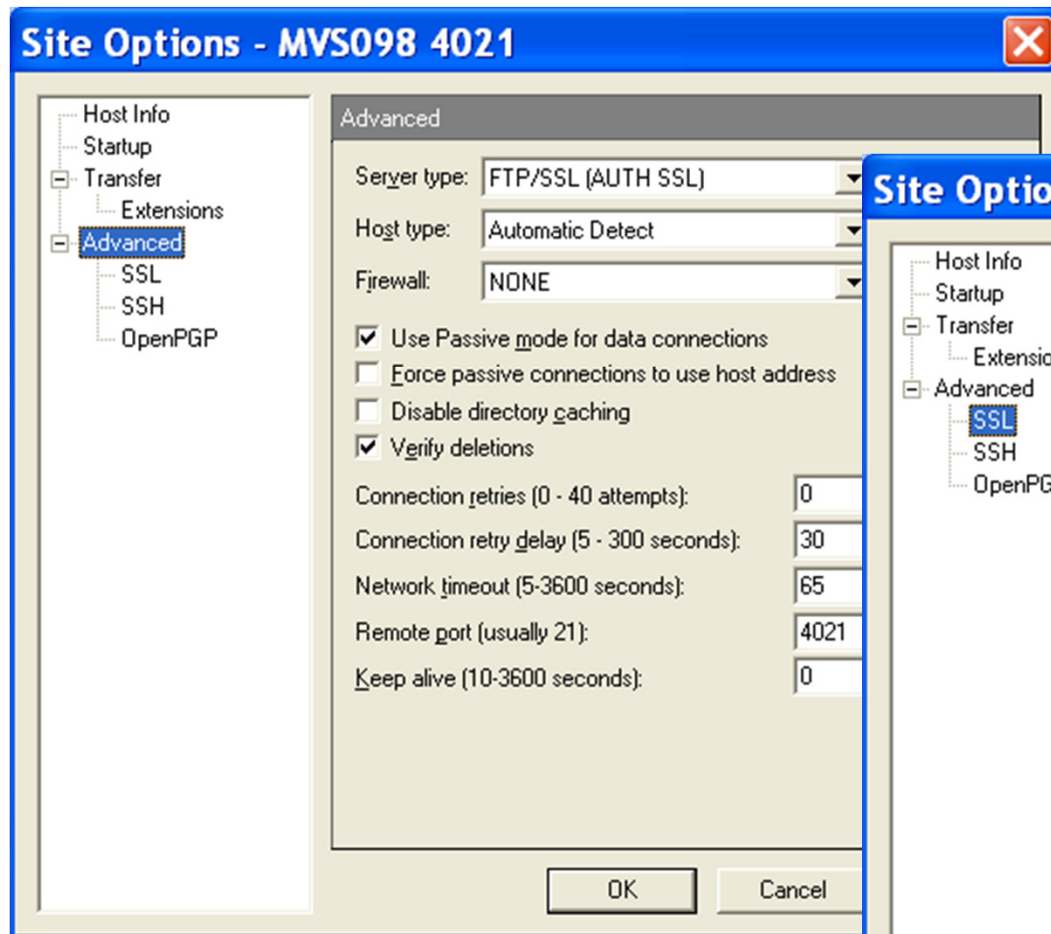 Site Options - MVS098 4021
Host Info
Startup
Transfer
Extensions
Advanced
SSL
SSH
OpenPGP
Advanced
Server type: FTP/SSL (AUTH SSL)
Host type: Automatic Detect
Firewall: NONE
Use Passive mode for data connections
Force passive connections to use host address
Disable directory caching
Verify deletions
Connection retries (0 - 40 attempts): 0
Connection retry delay (5 - 300 seconds): 30
Network timeout (5-3600 seconds): 65
Remote port (usually 21): 4021
Keep alive (10-3600 seconds): 0
OK Cancel
Site Optio
Host Info
Startup
Transfer
Extensio
Advanced
SSL
SSH
OpenPG